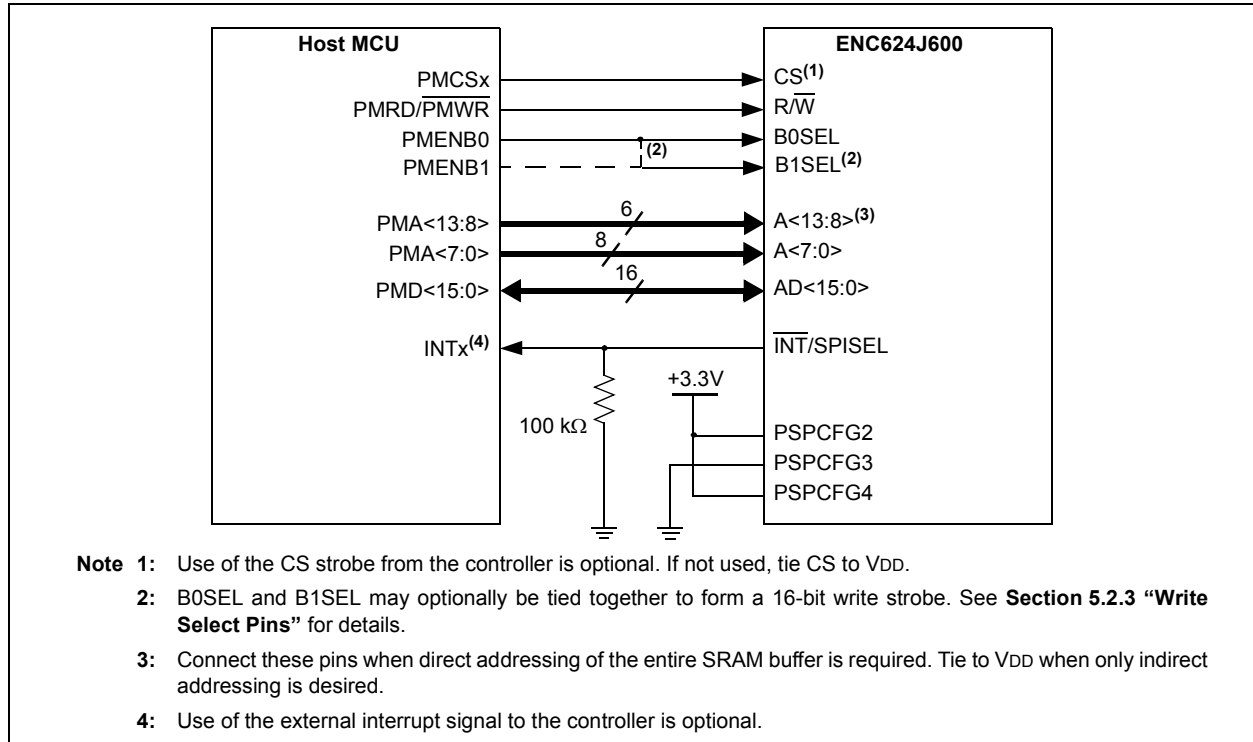 Host MCU
ENC624J600
PMCSx
CS(1)
PMRD/PMWR
R/W
PMENB0
B0SEL
(2)
PMENB1
B1SEL(2)
6
PMA<13:8>
A<13:8>(3)
8
PMA<7:0>
A<7:0>
16
PMD<15:0>
AD<15:0>
INTx(4)
INT/SPISEL
+3.3V
100 kΩ
PSPCFG2
PSPCFG3
PSPCFG4
Note 1: Use of the CS strobe from the controller is optional. If not used, tie CS to VDD.
2: B0SEL and B1SEL may optionally be tied together to form a 16-bit write strobe. See Section 5.2.3 “Write
Select Pins” for details.
3: Connect these pins when direct addressing of the entire SRAM buffer is required. Tie to VDD when only indirect
addressing is desired.
4: Use of the external interrupt signal to the controller is optional.